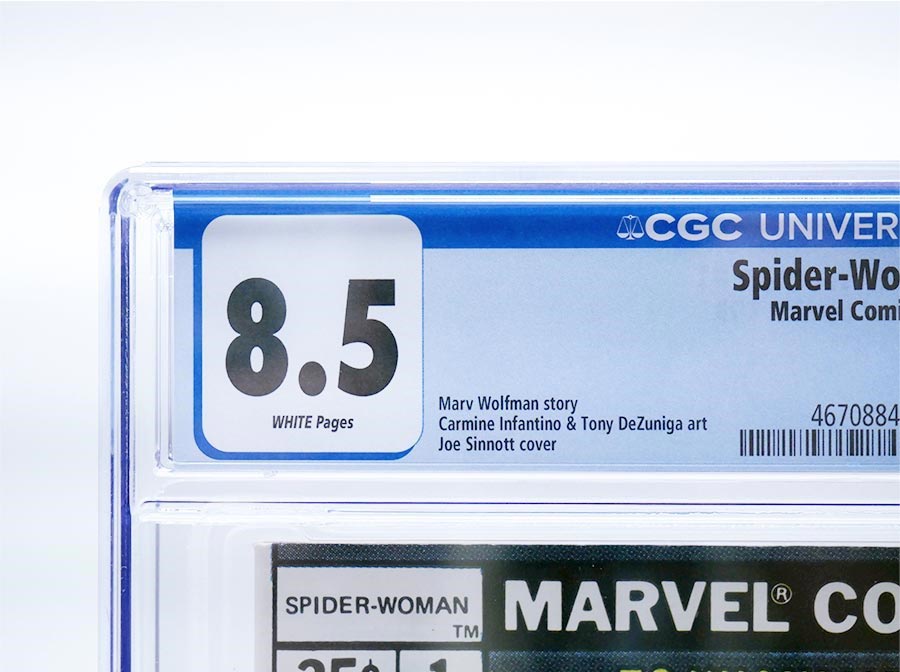 CGC UNIVER
8.5
WHITE Pages
Spider-Wo
Marvel Comi
Marv Wolfman story
Carmine Infantino & Tony DeZuniga art
Joe Sinnott cover
4670884
SPIDER-WOMAN
TM
MARVEL® CO
35¢ 1